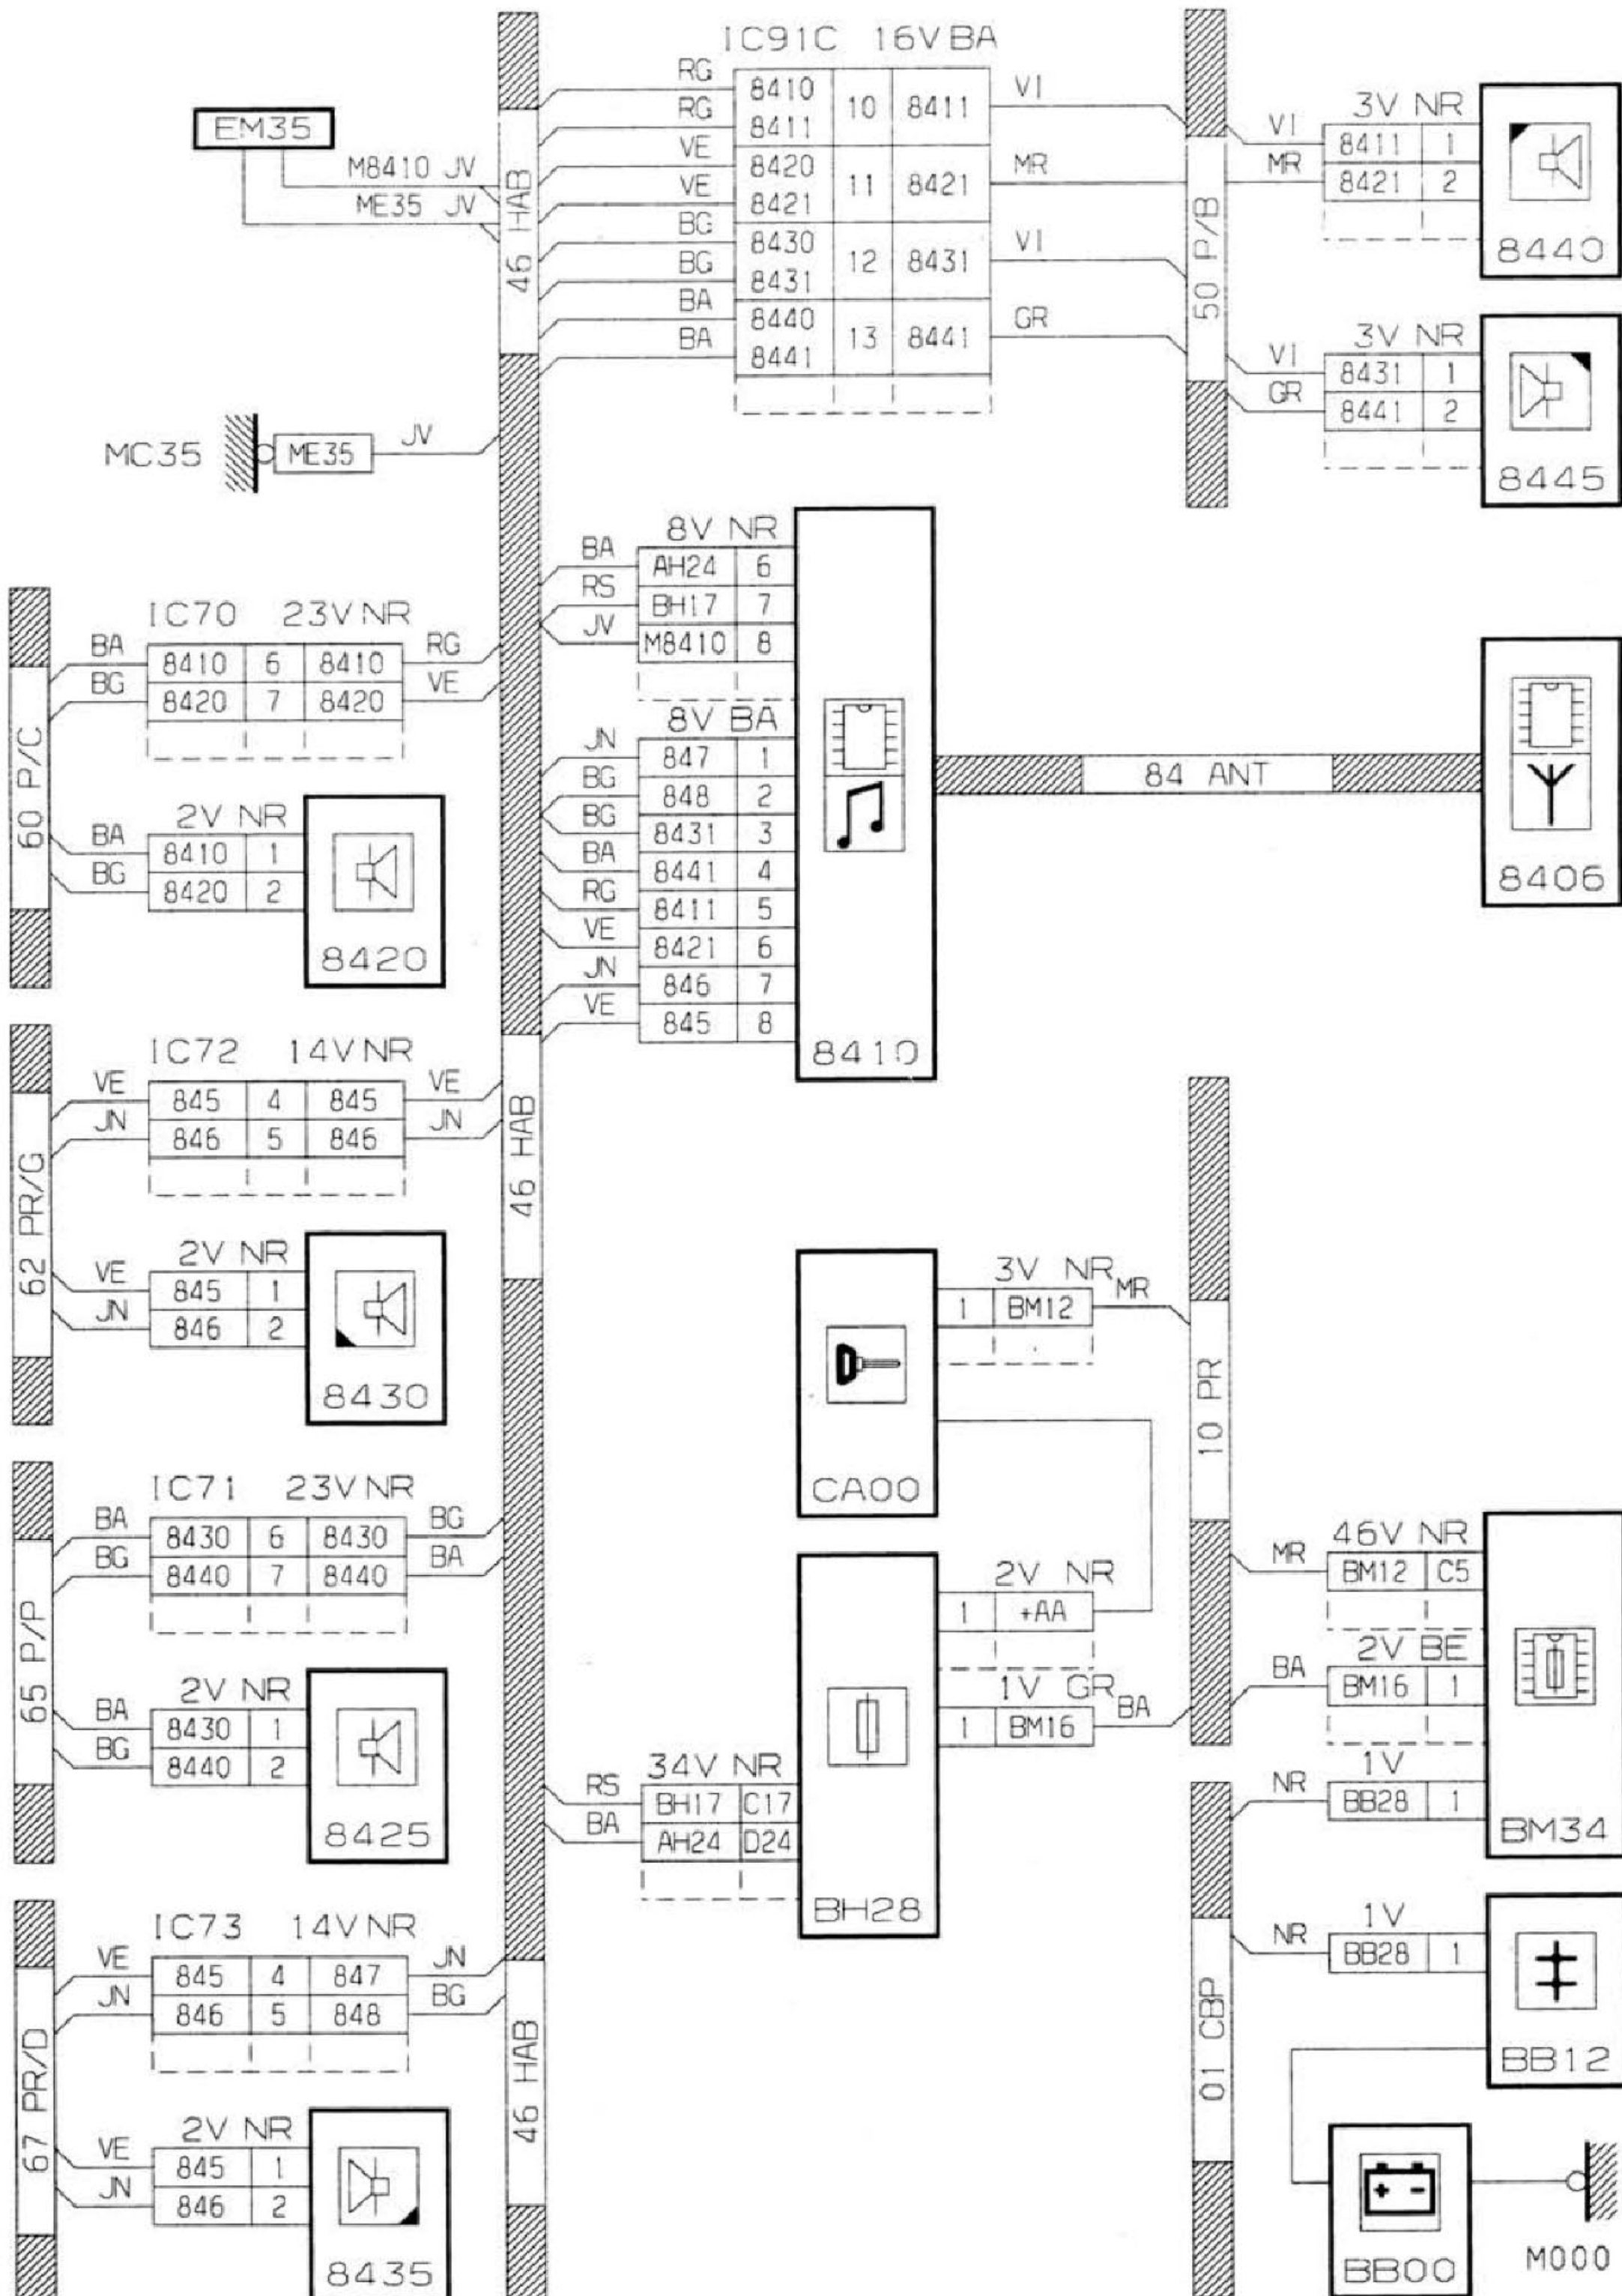 IC91C 16V BA
RG 8410 10 8411 VI
RG 8411
VE 8420 11 8421 MR
VE 8421
BG 8430 12 8431 VI
BG 8431
BA 8440 13 8441 GR
BA 8441
EM35
M8410 JV
ME35 JV
46 HAB
50 P/B
3V NR
VI 8411 1
MR 8421 2
8440
3V NR
VI 8431 1
GR 8441 2
8445
MC35 ME35 JV
8V NR
BA AH24 6
RS BH17 7
JV M8410 8
8V BA
JN 847 1
BG 848 2
BG 8431 3
BA 8441 4
RG 8411 5
VE 8421 6
JN 846 7
VE 845 8
8410
84 ANT
8406
60 P/C
IC70 23V NR
BA 8410 6 8410 RG
BG 8420 7 8420 VE
2V NR
BA 8410 1
BG 8420 2
8420
62 PR/G
IC72 14V NR
VE 845 4 845 VE
JN 846 5 846 JN
2V NR
VE 845 1
JN 846 2
8430
46 HAB
65 P/P
IC71 23V NR
BA 8430 6 8430 BG
BG 8440 7 8440 BA
2V NR
BA 8430 1
BG 8440 2
8425
67 PR/D
IC73 14V NR
VE 845 4 847 JN
JN 846 5 848 BG
2V NR
VE 845 1
JN 846 2
8435
46 HAB
3V NR
1 BM12 MR
CA00
10 PR
2V NR
1 +AA
1V GR
1 BM16 BA
34V NR
RS BH17 C17
BA AH24 D24
BH28
46V NR
MR BM12 C5
2V BE
BA BM16 1
1V
NR BB28 1
BM34
01 CBP
1V
NR BB28 1
BB12
BB00
M000